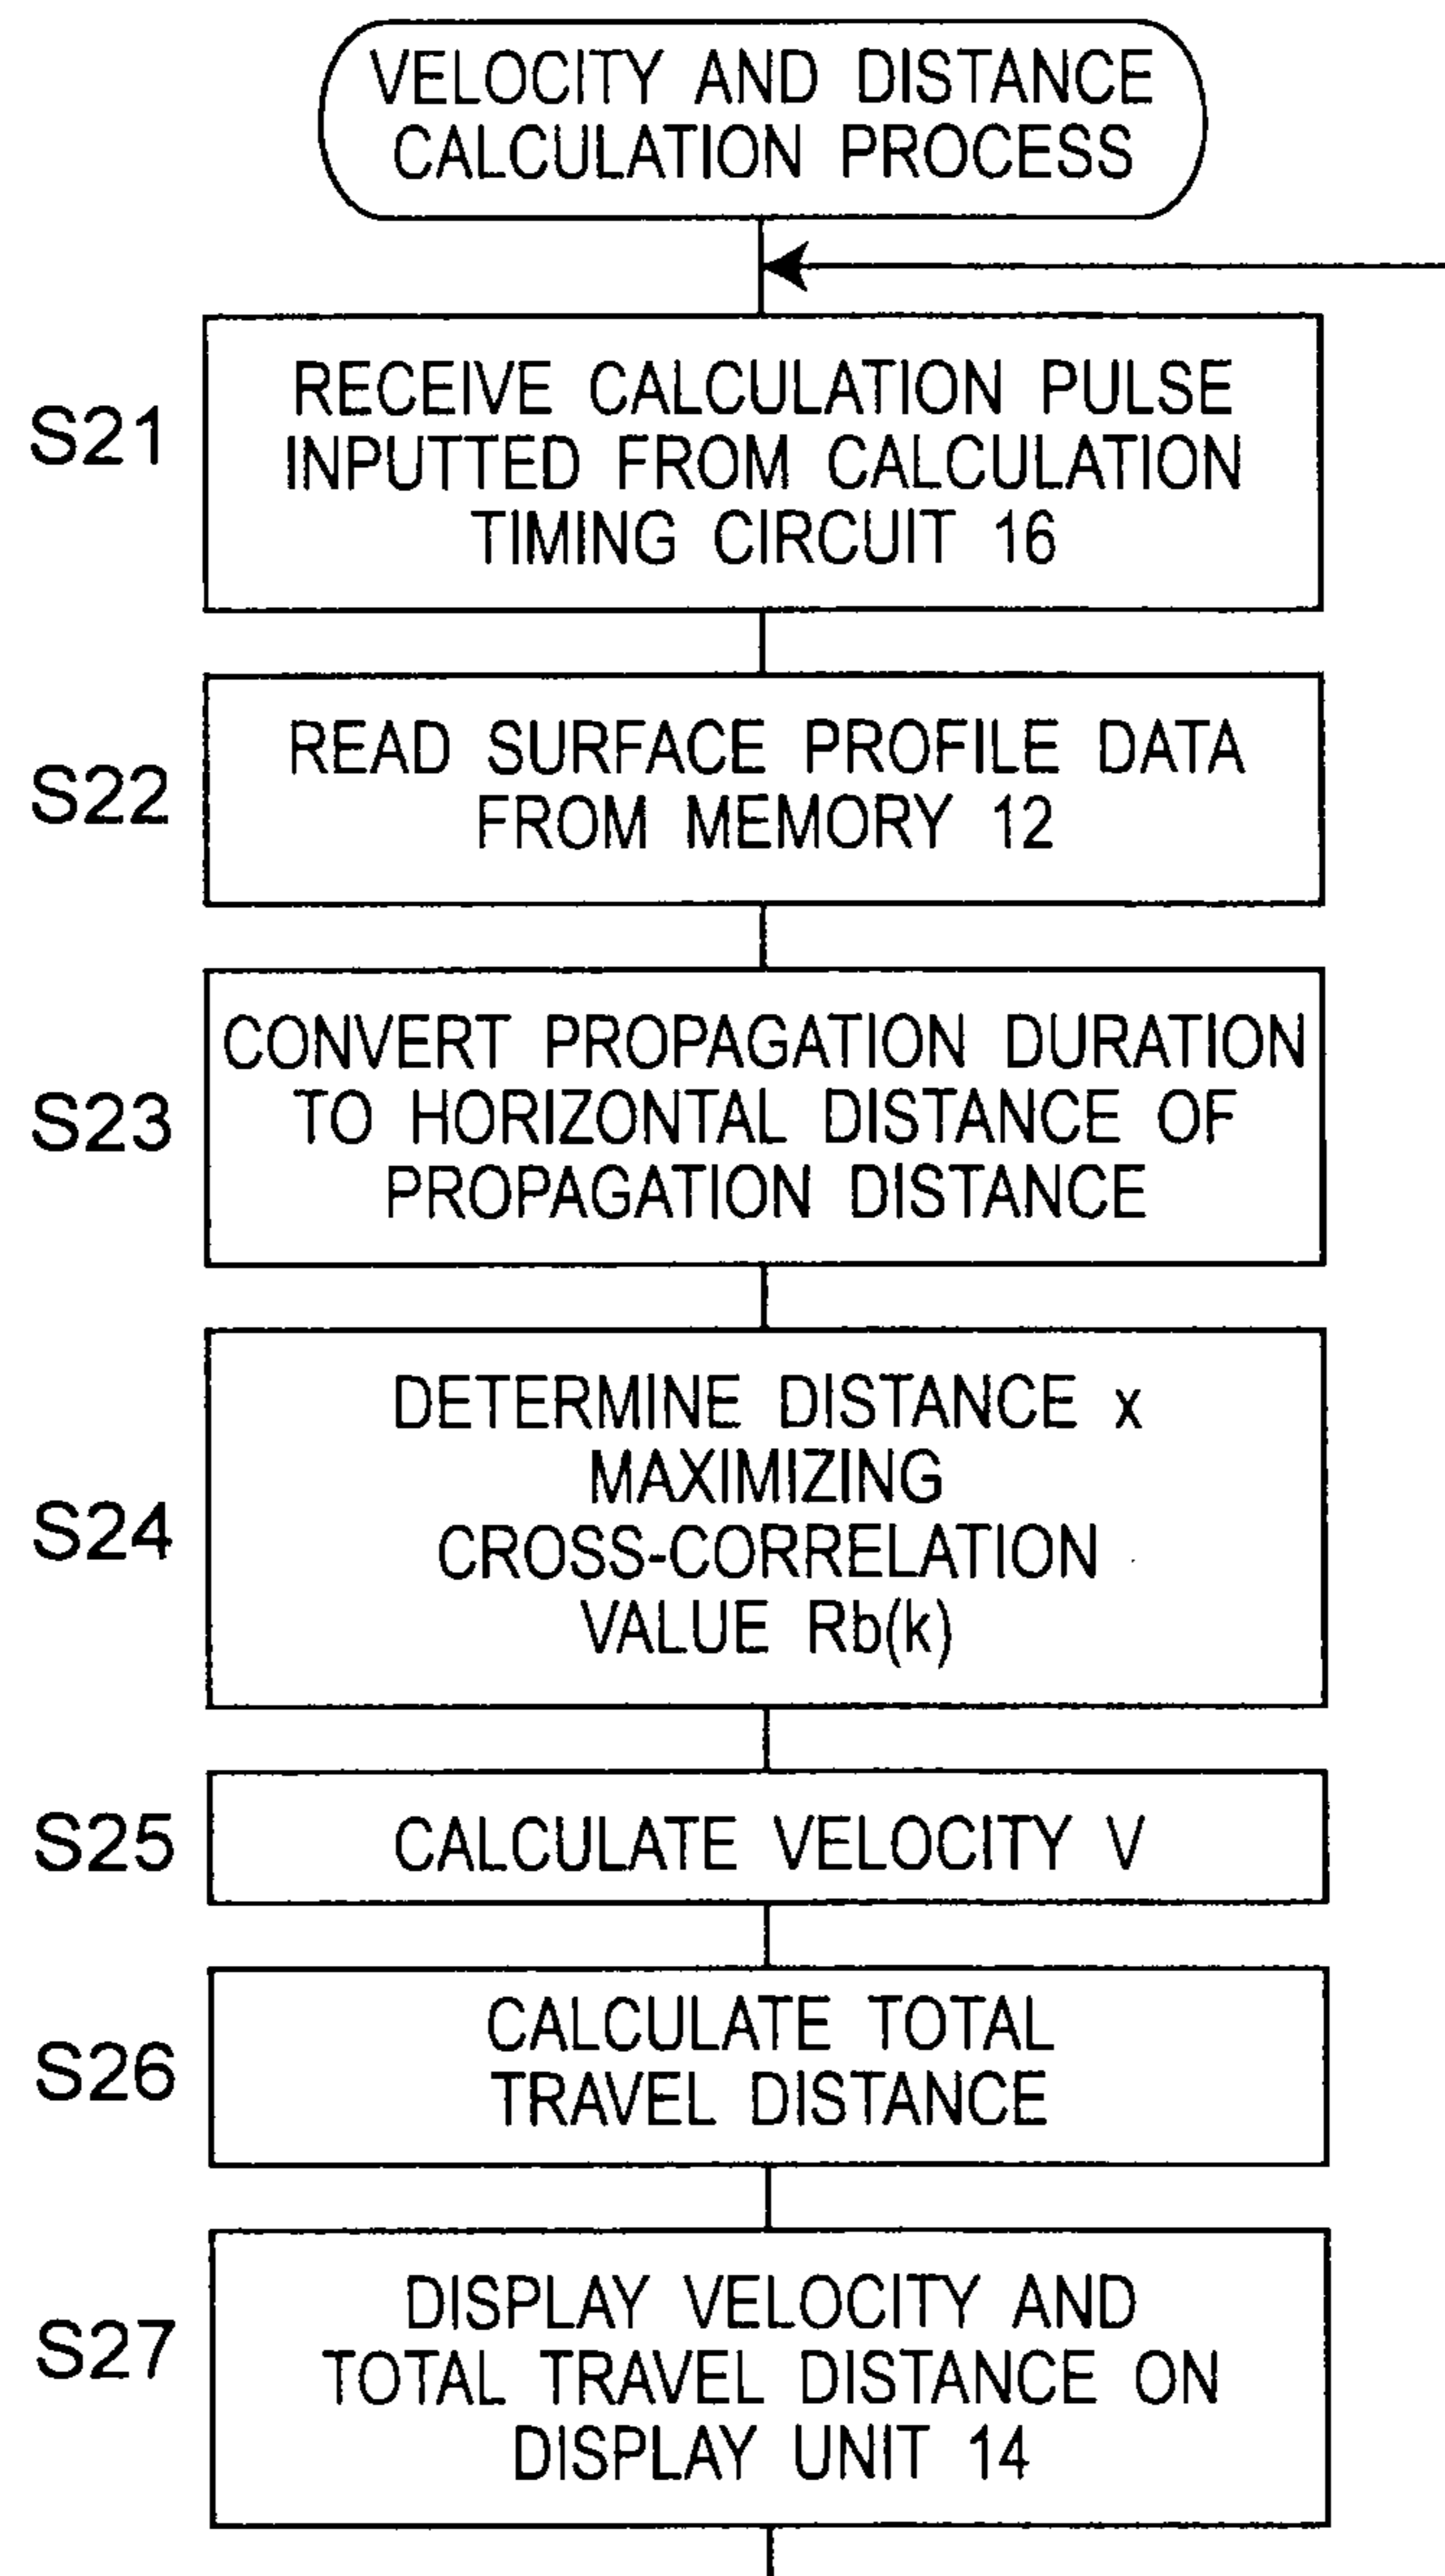 VELOCITY AND DISTANCE
CALCULATION PROCESS
S21
RECEIVE CALCULATION PULSE
INPUTTED FROM CALCULATION
TIMING CIRCUIT 16
S22
READ SURFACE PROFILE DATA
FROM MEMORY 12
S23
CONVERT PROPAGATION DURATION
TO HORIZONTAL DISTANCE OF
PROPAGATION DISTANCE
S24
DETERMINE DISTANCE x
MAXIMIZING
CROSS-CORRELATION
VALUE Rb(k)
S25
CALCULATE VELOCITY V
S26
CALCULATE TOTAL
TRAVEL DISTANCE
S27
DISPLAY VELOCITY AND
TOTAL TRAVEL DISTANCE ON
DISPLAY UNIT 14